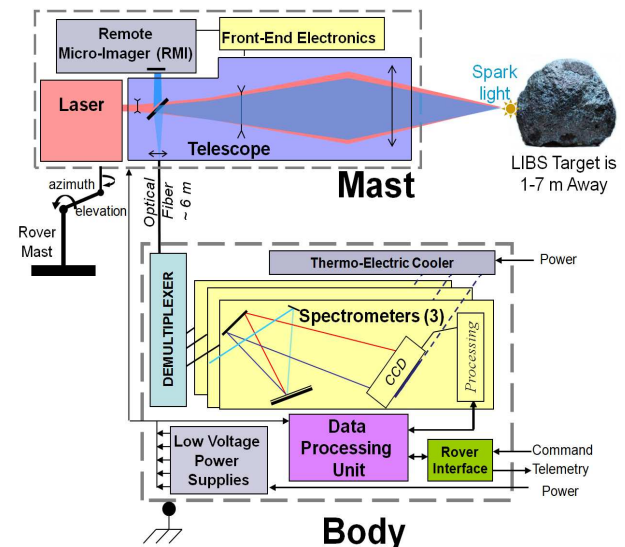 Remote
Micro-Imager (RMI)
Front-End Electronics
Laser
Telescope
Spark
light
LIBS Target is
1-7 m Away
Mast
azimuth
elevation
Rover
Mast
Optical
Fiber
~ 6 m
Thermo-Electric Cooler
Power
DEMULTIPLEXER
Spectrometers (3)
CCD
Processing
Data
Processing
Unit
Low Voltage
Power
Supplies
Rover
Interface
Command
Telemetry
Power
Body